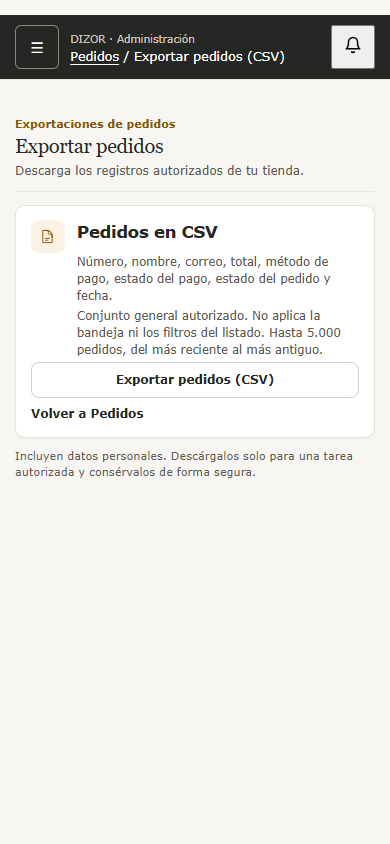 DIZOR · Administración
Pedidos / Exportar pedidos (CSV)
Exportaciones de pedidos
Exportar pedidos
Descarga los registros autorizados de tu tienda.
Pedidos en CSV
Número, nombre, correo, total, método de
pago, estado del pago, estado del pedido y
fecha.
Conjunto general autorizado. No aplica la
bandeja ni los filtros del listado. Hasta 5.000
pedidos, del más reciente al más antiguo.
Exportar pedidos (CSV)
Volver a Pedidos
Incluyen datos personales. Descárgalos solo para una tarea
autorizada y consérvalos de forma segura.